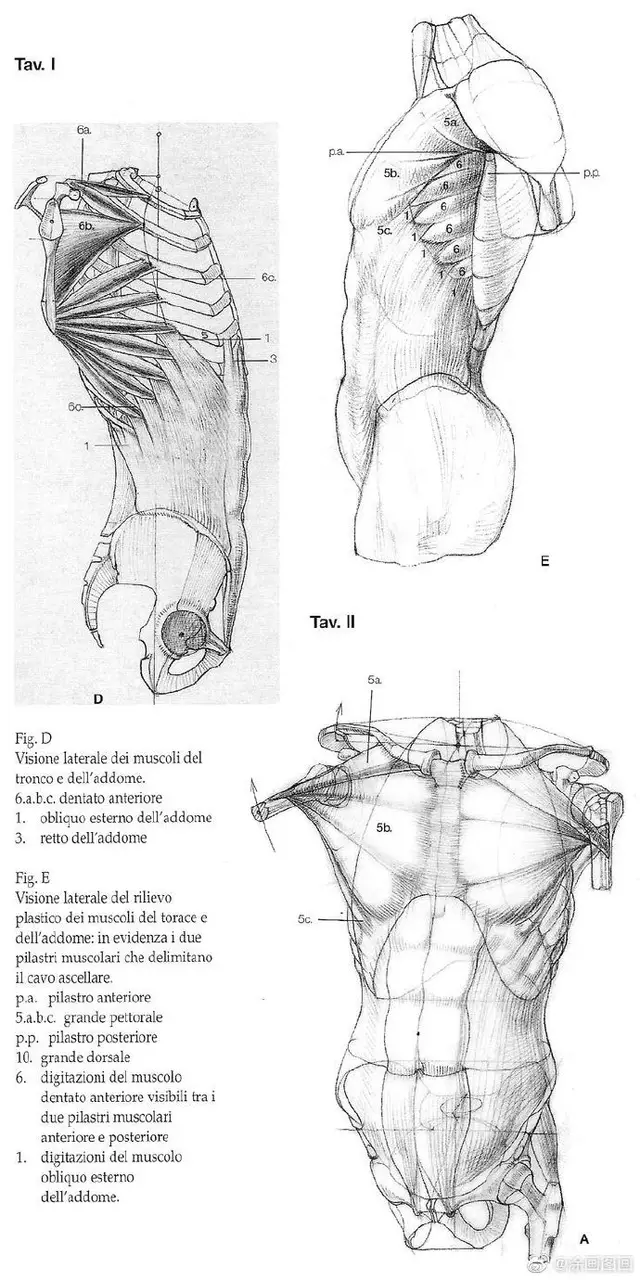 Tav. I
6a.
6b.
6c.
5
1
3
6c.
1
D
5a.
p.a.
p.p.
5b.
6
6
6
6
6
6
5c.
1
1
1
1
1
E
Tav. II
5a.
5b.
5c.
A
Fig. D
Visione laterale dei muscoli del
tronco e dell'addome.
6.a.b.c. dentato anteriore
1. obliquo esterno dell'addome
3. retto dell'addome
Fig. E
Visione laterale del rilievo
plastico dei muscoli del torace e
dell'addome: in evidenza i due
pilastri muscolari che delimitano
il cavo ascellare.
p.a. pilastro anteriore
5.a.b.c. grande pettorale
p.p. pilastro posteriore
10. grande dorsale
6. digitazioni del muscolo
dentato anteriore visibili tra i
due pilastri muscolari
anteriore e posteriore
1. digitazioni del muscolo
obliquo esterno
dell'addome.